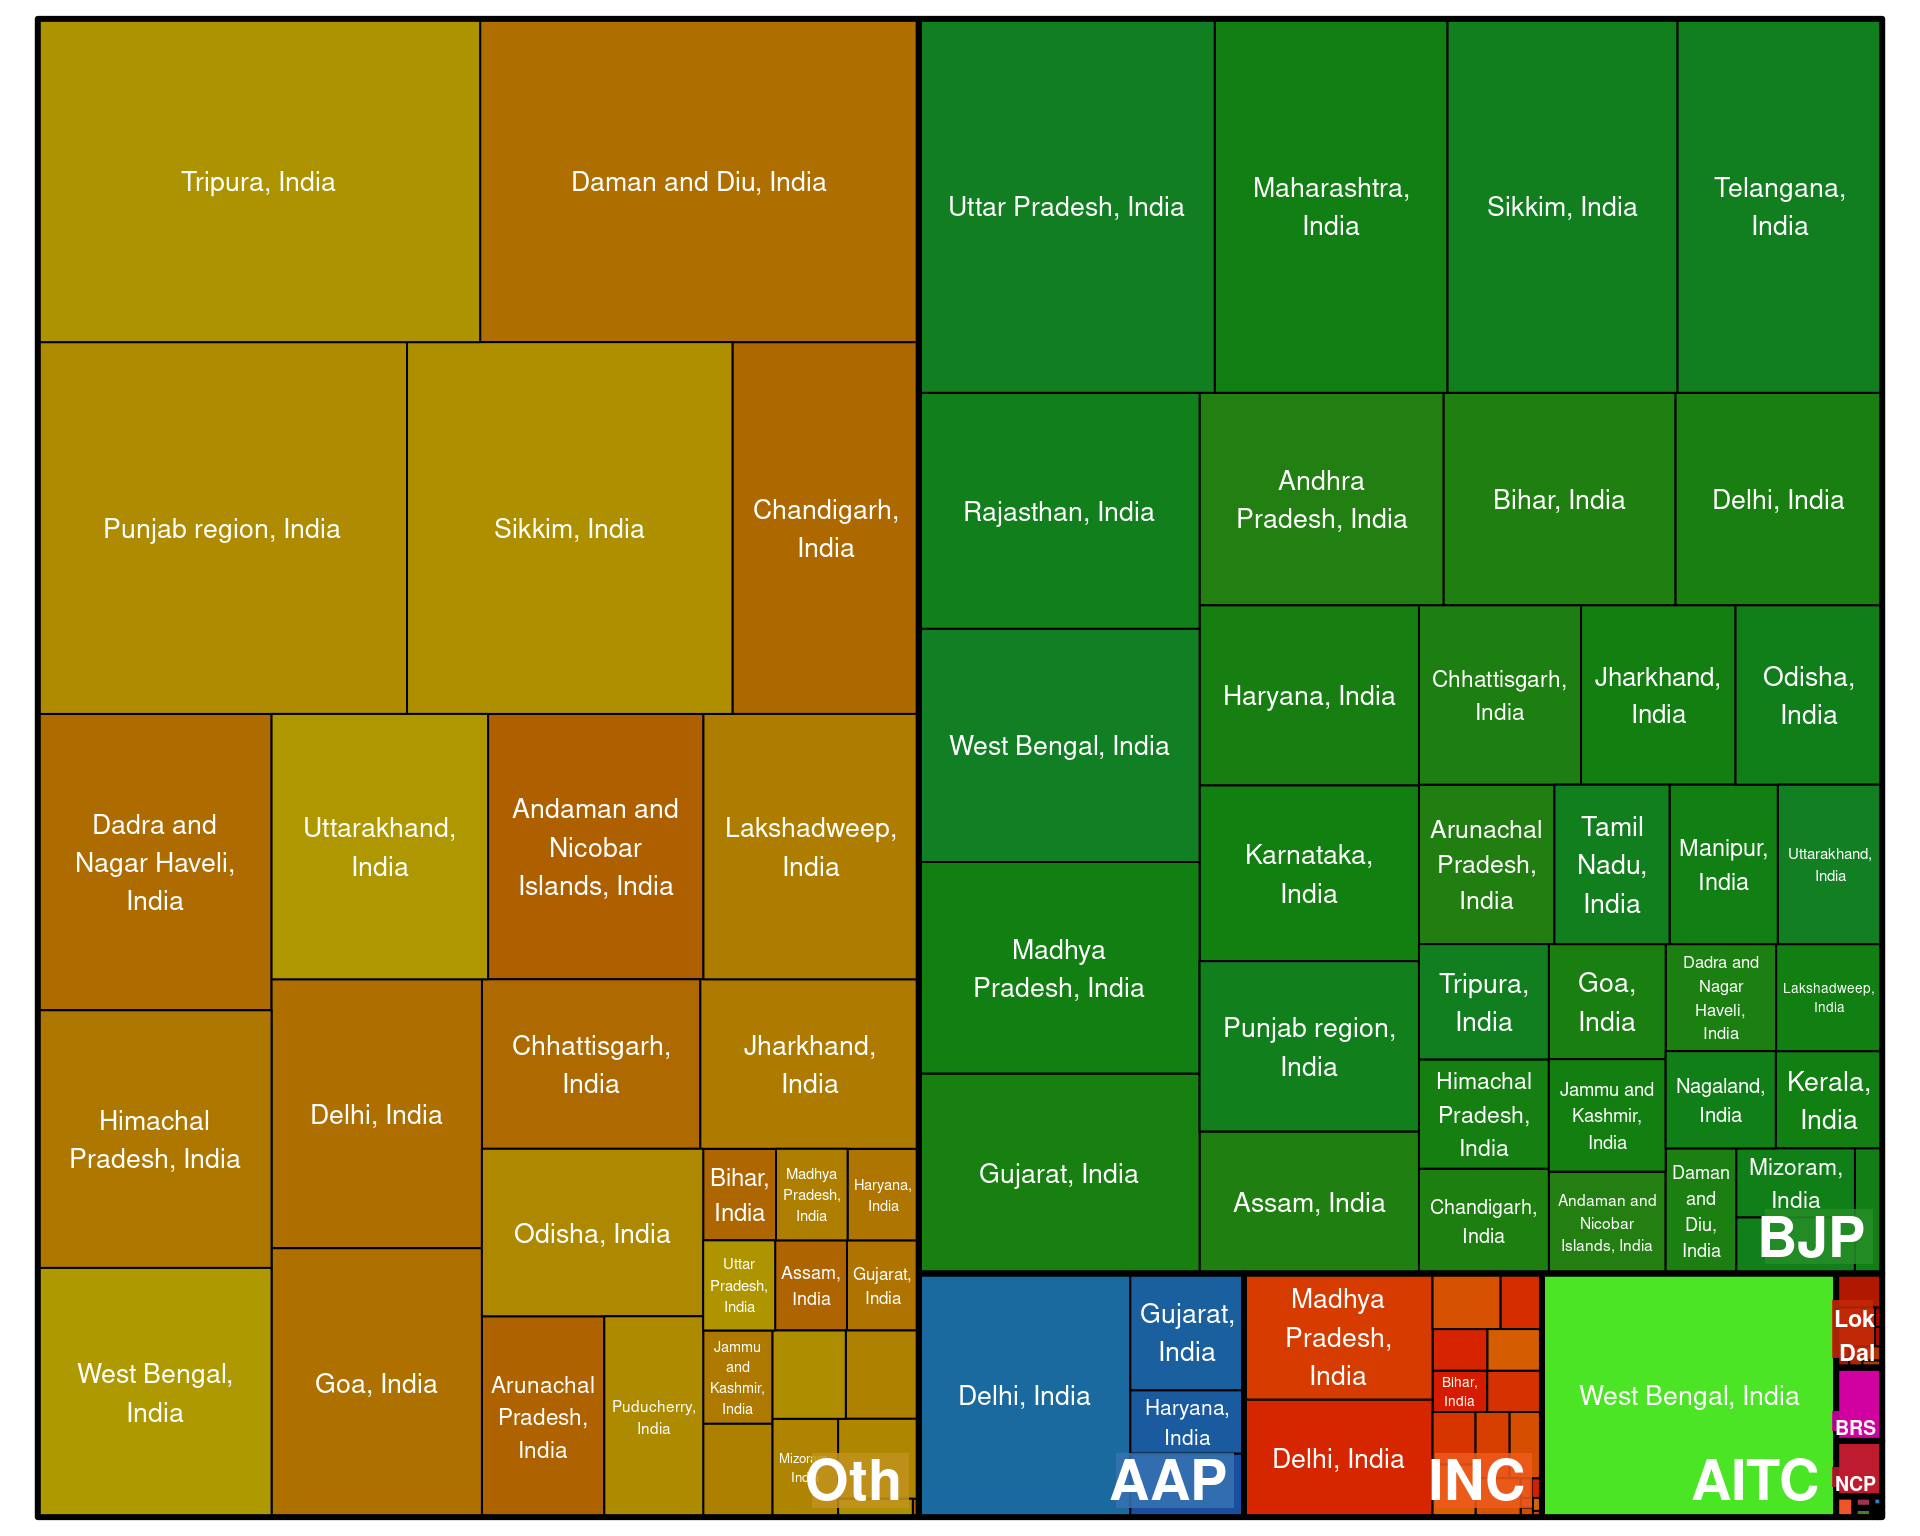 Tripura, India
Daman and Diu, India
Punjab region, India
Sikkim, India
Chandigarh,
India
Dadra and
Nagar Haveli,
India
Uttarakhand,
India
Andaman and
Nicobar
Islands, India
Lakshadweep,
India
Himachal
Pradesh, India
Delhi, India
Chhattisgarh,
India
Jharkhand,
India
West Bengal,
India
Goa, India
Odisha, India
Arunachal
Pradesh,
India
Puducherry,
India
Bihar,
India
Madhya
Pradesh,
India
Haryana,
India
Uttar
Pradesh,
India
Assam,
India
Gujarat,
India
Jammu
and
Kashmir,
India
Oth
Uttar Pradesh, India
Maharashtra,
India
Sikkim, India
Telangana,
India
Rajasthan, India
Andhra
Pradesh, India
Bihar, India
Delhi, India
West Bengal, India
Haryana, India
Chhattisgarh,
India
Jharkhand,
India
Odisha,
India
Madhya
Pradesh, India
Karnataka,
India
Arunachal
Pradesh,
India
Tamil
Nadu,
India
Manipur,
India
Uttarakhand,
India
Punjab region,
India
Tripura,
India
Goa,
India
Dadra and
Nagar
Haveli,
India
Lakshadweep,
India
Gujarat, India
Assam, India
Himachal
Pradesh,
India
Jammu and
Kashmir,
India
Nagaland,
India
Kerala,
India
Chandigarh,
India
Andaman and
Nicobar
Islands, India
Daman
and
Diu,
India
Mizoram,
India
BJP
Delhi, India
Gujarat,
India
Haryana,
India
AAP
Madhya
Pradesh,
India
Delhi, India
Bihar,
India
INC
West Bengal, India
AITC
Lok
Dal
BRS
NCP